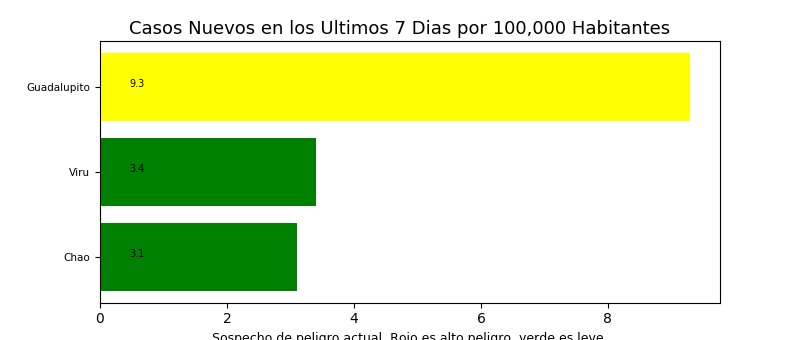 Casos Nuevos en los Ultimos 7 Dias por 100,000 Habitantes
Guadalupito
9.3
Viru
3.4
Chao
3.1
0 2 4 6 8
Sospecho de peligro actual. Rojo es alto peligro, verde es leve